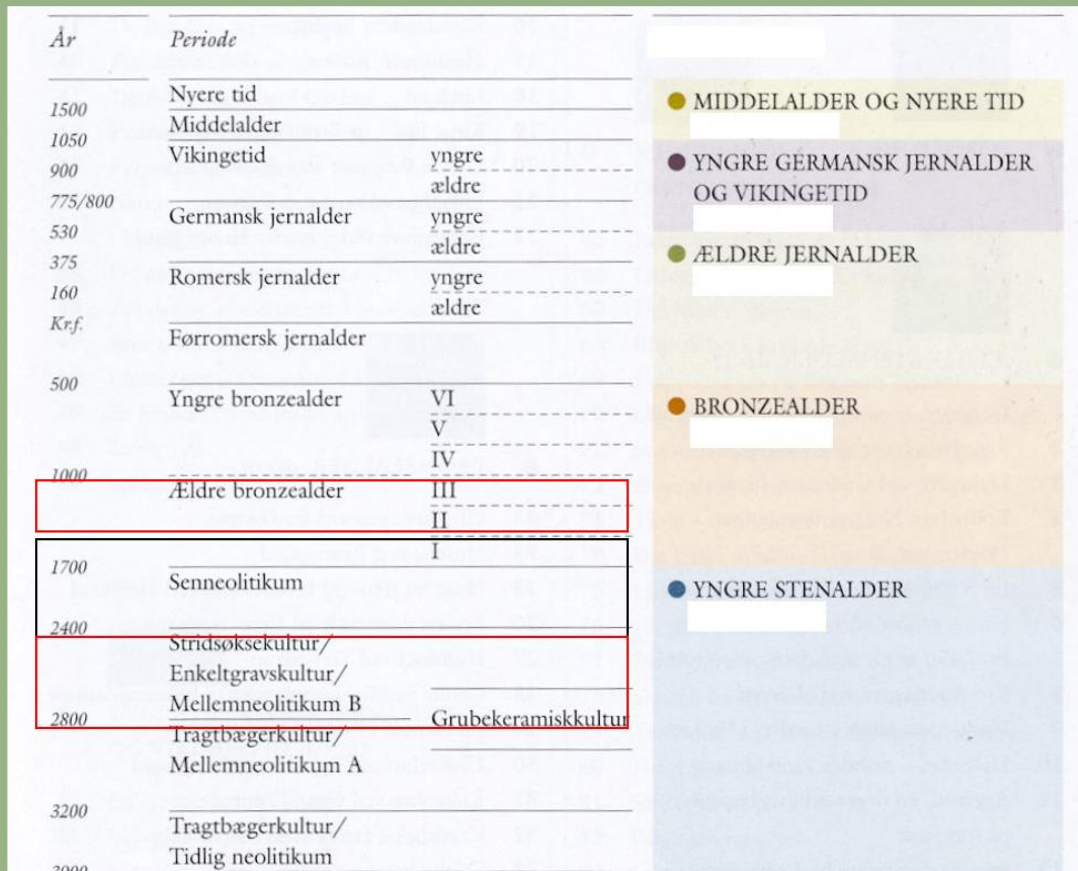 År Periode
Nyere tid
1500
Middelalder
1050
Vikingetid yngre
900
ældre
775/800
Germansk jernalder yngre
530
ældre
375
Romersk jernalder yngre
160
ældre
Kr.f.
Førromersk jernalder
500
Yngre bronzealder VI
V
IV
1000
Ældre bronzealder III
II
I
1700
Senneolitikum
2400
Stridsøksekultur/
Enkeltgravskultur/
Mellemneolitikum B
2800 Grubekeramiskkultur
Tragtbægerkultur/
Mellemneolitikum A
3200
Tragtbægerkultur/
Tidlig neolitikum
MIDDELALDER OG NYERE TID
YNGRE GERMANSK JERNALDER
OG VIKINGETID
ÆLDRE JERNALDER
BRONZEALDER
YNGRE STENALDER